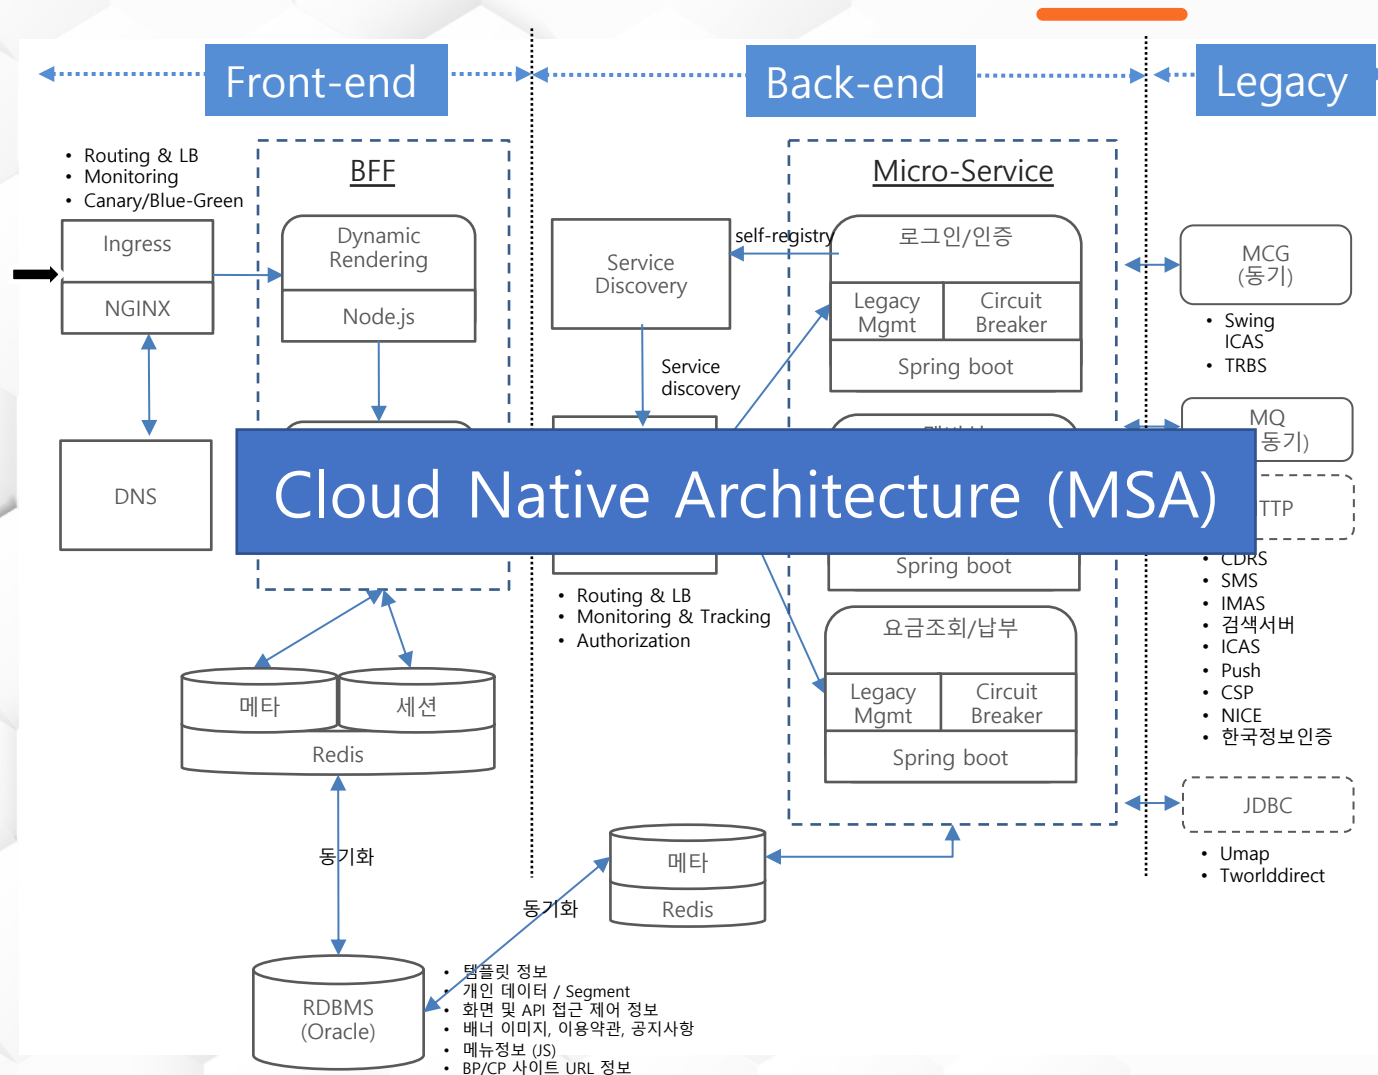 Front-end
Back-end
Legacy
• Routing & LB
• Monitoring
• Canary/Blue-Green
BFF
Micro-Service
Ingress
NGINX
Dynamic
Rendering
Node.js
DNS
Service
Discovery
self-registry
Service
discovery
로그인/인증
Legacy
Mgmt
Circuit
Breaker
Spring boot
MCG
(동기)
• Swing
ICAS
• TRBS
MQ
동기)
Cloud Native Architecture (MSA)
TTP
Spring boot
• CDRS
• SMS
• IMAS
• 검색서버
• ICAS
• Push
• CSP
• NICE
• 한국정보인증
• Routing & LB
• Monitoring & Tracking
• Authorization
요금조회/납부
Legacy
Mgmt
Circuit
Breaker
Spring boot
메타
세션
Redis
JDBC
• Umap
• Tworlddirect
동기화
메타
Redis
동기화
RDBMS
(Oracle)
• 템플릿 정보
• 개인 데이터 / Segment
• 화면 및 API 접근 제어 정보
• 배너 이미지, 이용약관, 공지사항
• 메뉴정보 (JS)
• BP/CP 사이트 URL 정보